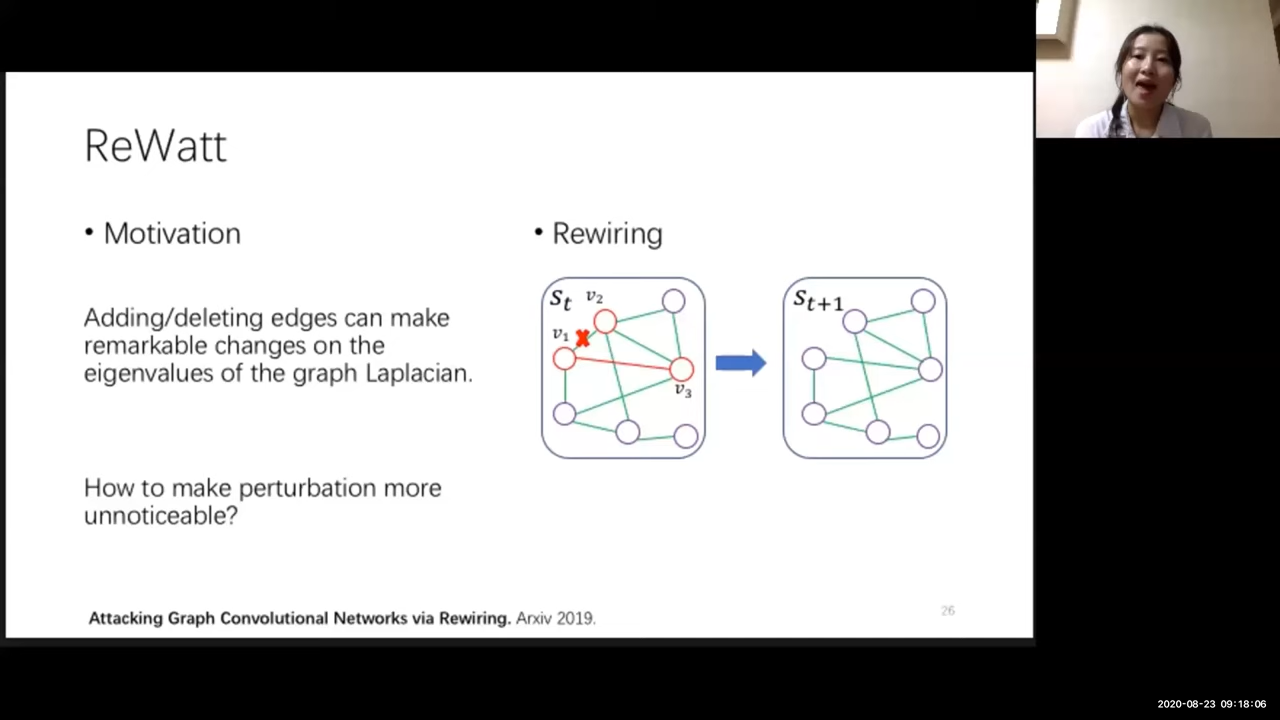 ReWatt
• Motivation
Adding/deleting edges can make
remarkable changes on the
eigenvalues of the graph Laplacian.
How to make perturbation more
unnoticeable?
• Rewiring
St v2
v1
v3
St+1
Attacking Graph Convolutional Networks via Rewiring. Arxiv 2019.
26
2020-08-23 09:18:06